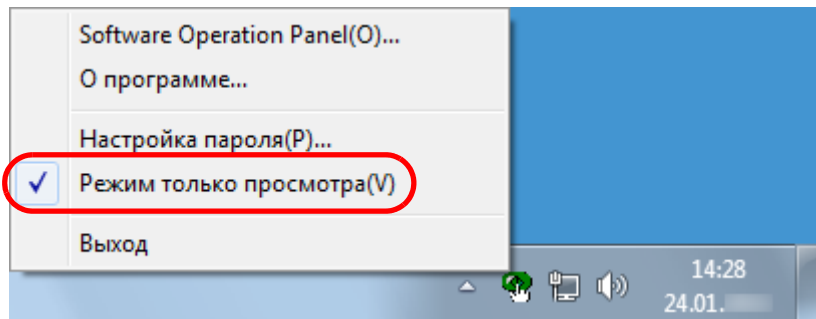 Software Operation Panel(O)...
О программе...
Настройка пароля(P)...
Режим только просмотра(V)
Выход
14:28
24.01.